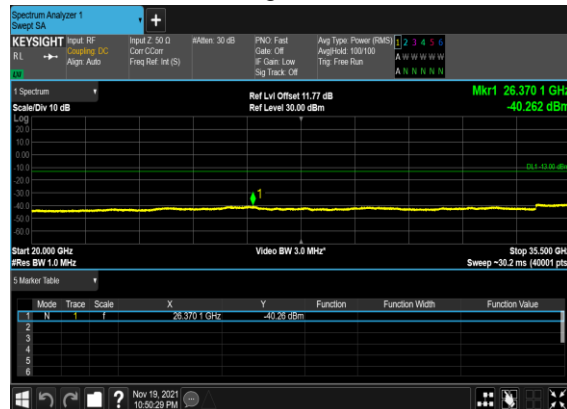 Spectrum Analyzer 1
Swept SA
+
KEYSIGHT Input: RF Input Z: 50 Ω #Atten: 30 dB PNO: Fast Avg Type: Power (RMS) 1 2 3 4 5 6
RL Coupling: DC Corr CCorr Gate: Off Avg|Hold: 100/100 A W W W W W
Align: Auto Freq Ref: Int (S) IF Gain: Low Trig: Free Run
LW Sig Track: Off A N N N N N
1 Spectrum
Ref Lvl Offset 11.77 dB Mkr1 26.370 1 GHz
Scale/Div 10 dB Ref Level 30.00 dBm -40.262 dBm
Log
20.0
10.0
0.00
-10.0 DL1 -13.00 dBm
-20.0
-30.0 1
-40.0
-50.0
-60.0
Start 20.000 GHz Video BW 3.0 MHz* Stop 35.500 GHz
#Res BW 1.0 MHz Sweep ~30.2 ms (40001 pts)
5 Marker Table
Mode Trace Scale X Y Function Function Width Function Value
1 N 1 f 26.370 1 GHz -40.26 dBm
2
3
4
5
6
? Nov 19, 2021
10:50:29 PM